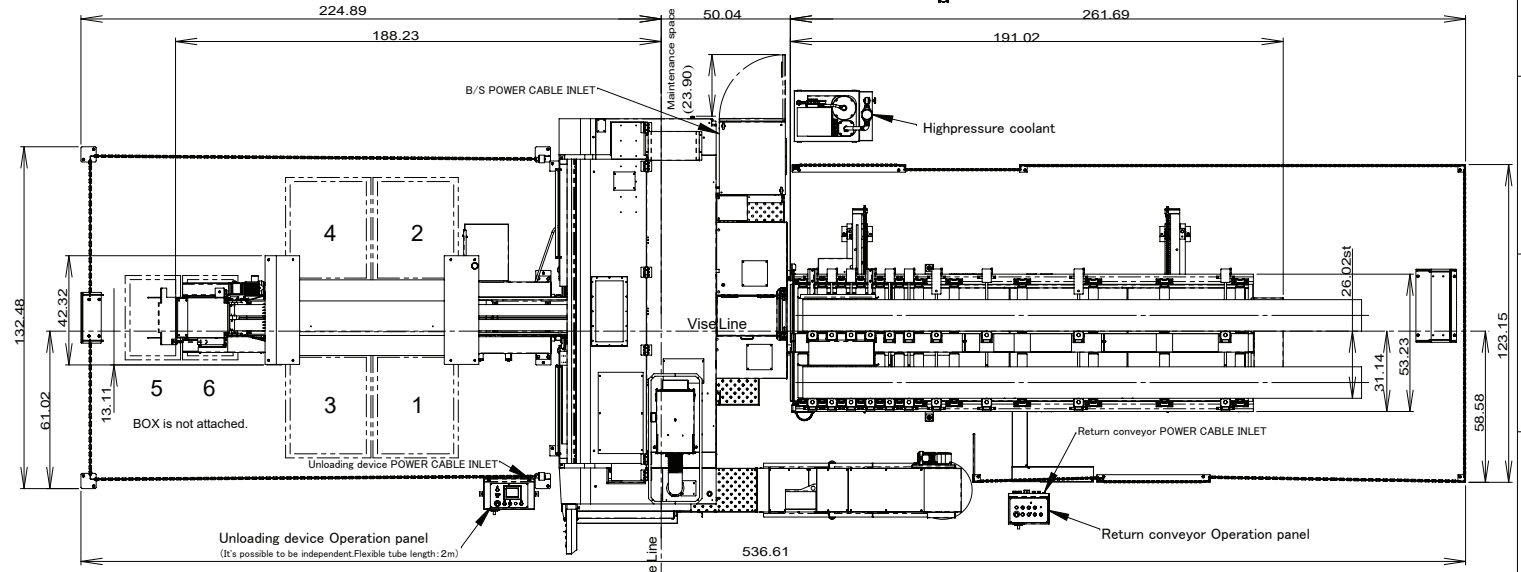 224.89
50.04
261.69
188.23
191.02
Maintenance space
(23.90)
B/S POWER CABLE INLET
Highpressure coolant
132.48
42.32
61.02
13.11
4
2
5
6
3
1
BOX is not attached.
Vise Line
26.02st
53.23
31.14
123.15
58.58
Unloading device POWER CABLE INLET
Return conveyor POWER CABLE INLET
Unloading device Operation panel
(It's possible to be independent.Flexible tube length:2m)
Return conveyor Operation panel
536.61
e Line